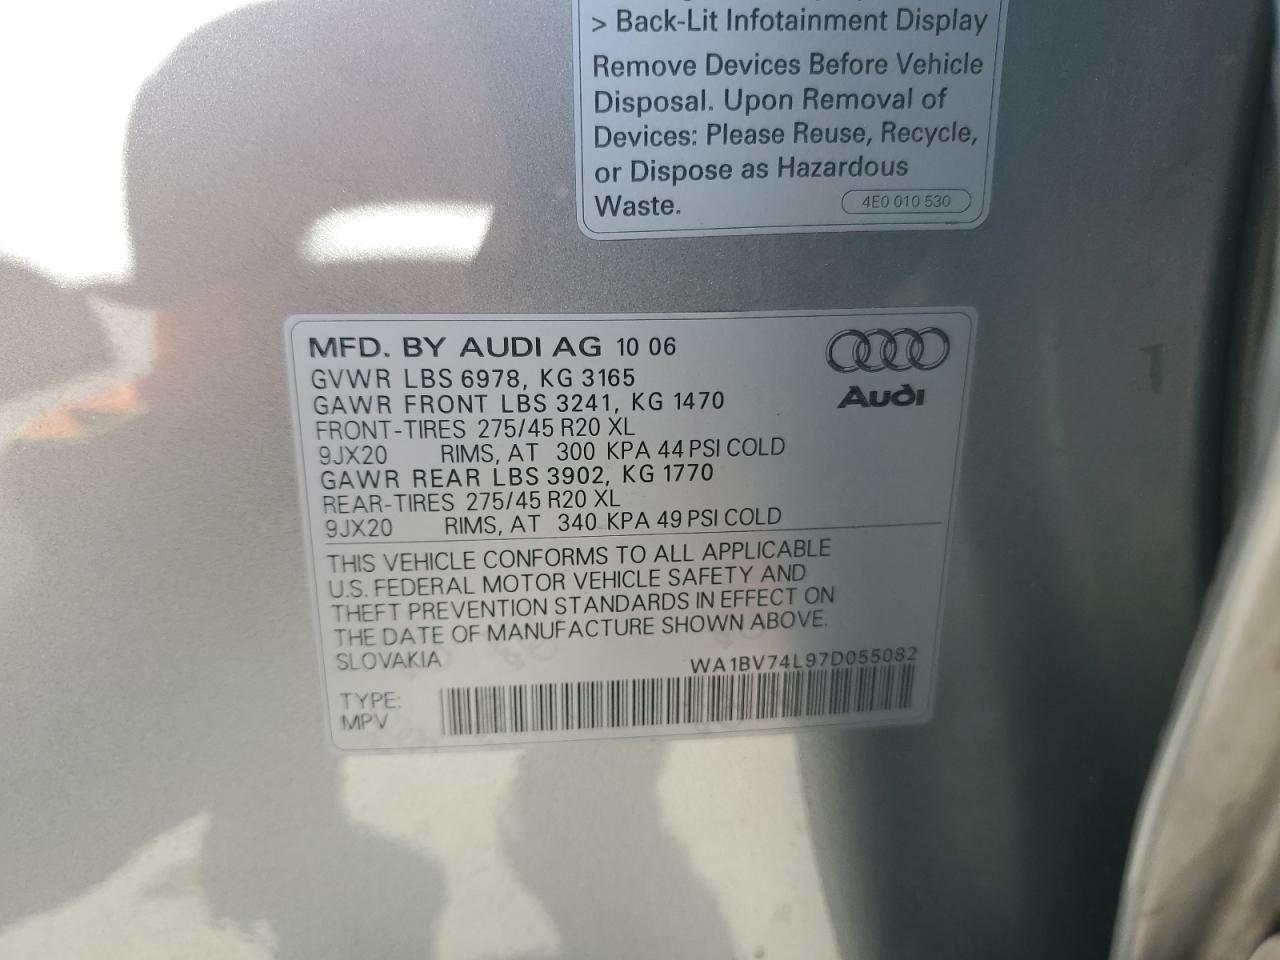 > Back-Lit Infotainment Display
Remove Devices Before Vehicle
Disposal. Upon Removal of
Devices: Please Reuse, Recycle,
or Dispose as Hazardous
Waste.
4E0 010 530
MFD. BY AUDI AG 10 06
Audi
GVWR LBS 6978, KG 3165
GAWR FRONT LBS 3241, KG 1470
FRONT-TIRES 275/45 R20 XL
9JX20 RIMS, AT 300 KPA 44 PSI COLD
GAWR REAR LBS 3902, KG 1770
REAR-TIRES 275/45 R20 XL
9JX20 RIMS, AT 340 KPA 49 PSI COLD
THIS VEHICLE CONFORMS TO ALL APPLICABLE
U.S. FEDERAL MOTOR VEHICLE SAFETY AND
THEFT PREVENTION STANDARDS IN EFFECT ON
THE DATE OF MANUFACTURE SHOWN ABOVE.
SLOVAKIA
WA1BV74L97D055082
TYPE:
MPV